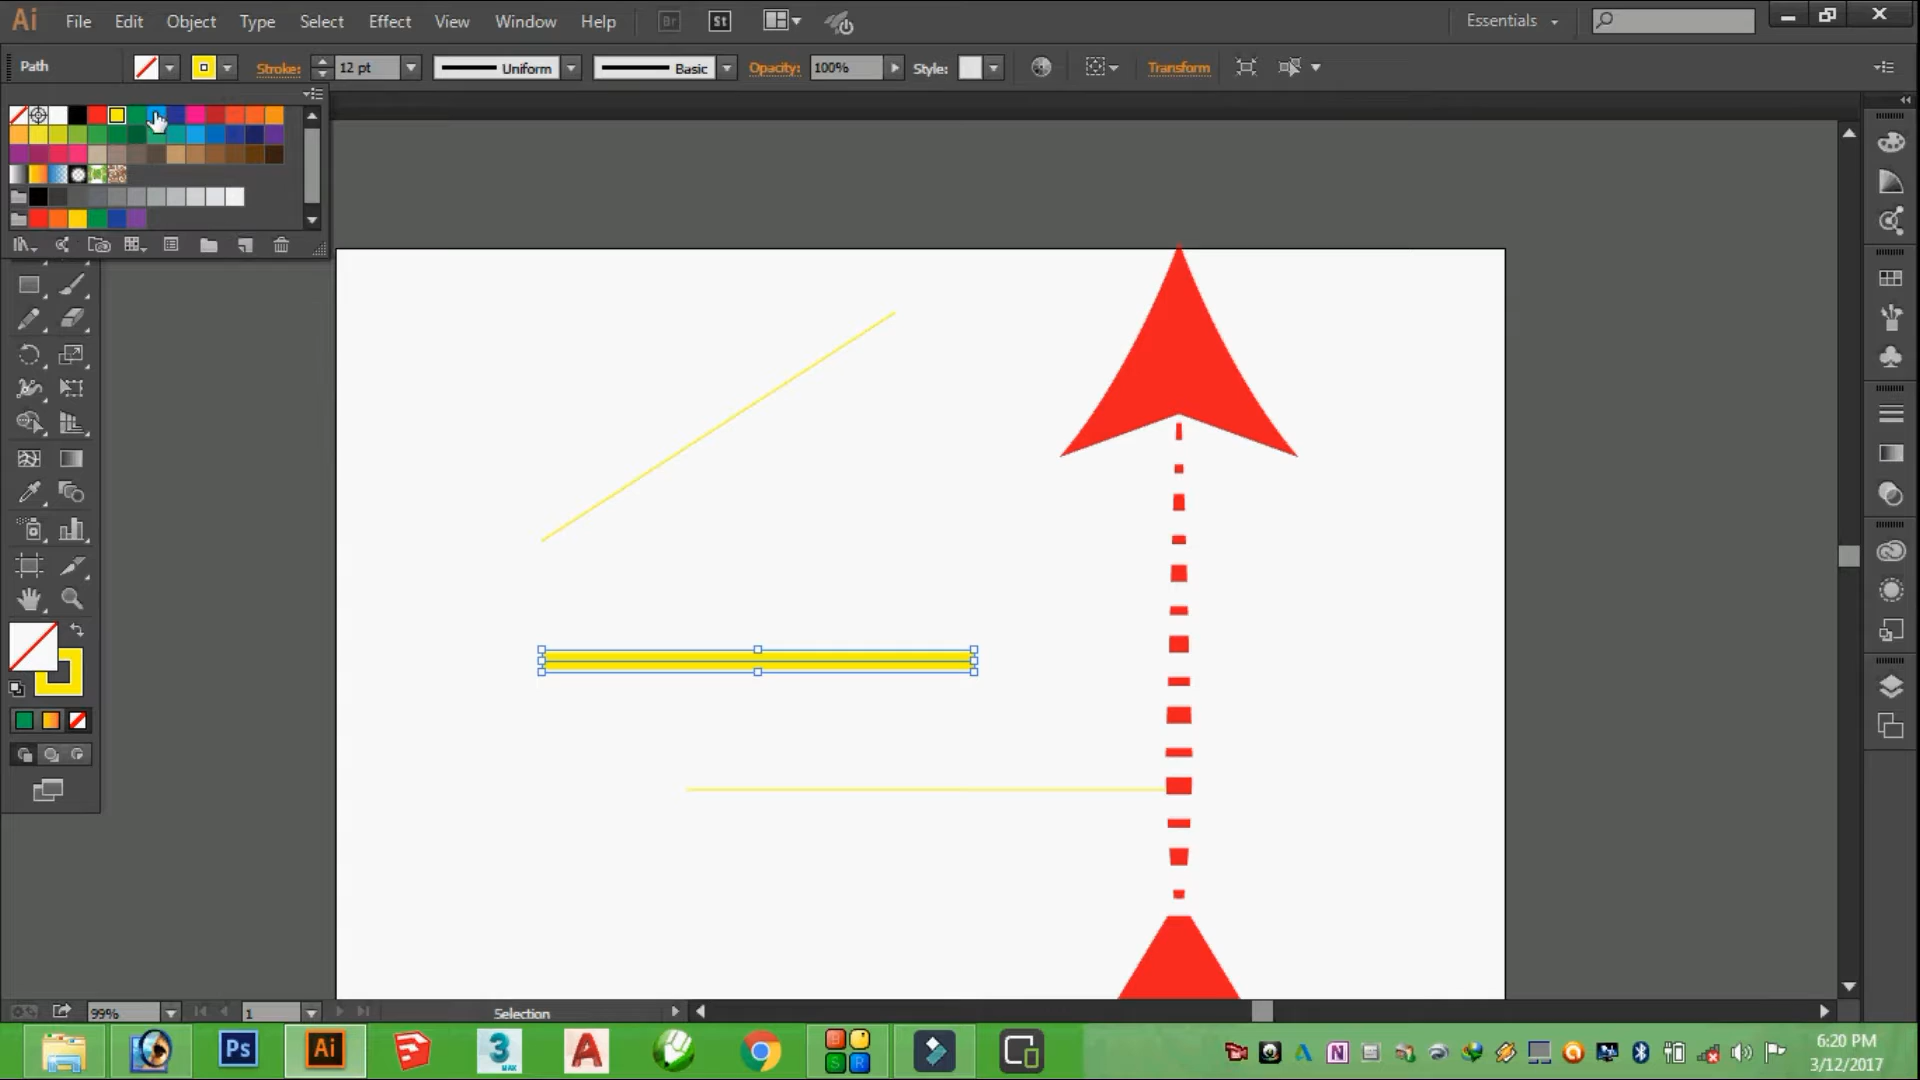 Ai File Edit Object Type Select Effect View Window Help Br St Essentials
Path Stroke: 12 pt Uniform Basic Opacity: 100% Style: Transform
99% 1 Selection
Ps Ai 3 A B O S R N A
MAX
6:20 PM
3/12/2017